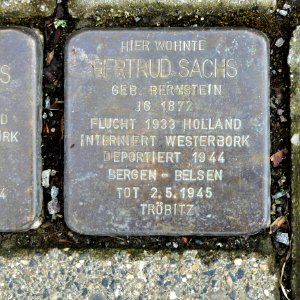 HIER WOHNTE
GERTRUD SACHS
GEB. BERNSTEIN
JG. 1872
FLUCHT 1933 HOLLAND
INTERNIERT WESTERBORK
DEPORTIERT 1944
BERGEN-BELSEN
TOT 2.5.1945
TRÖBITZ